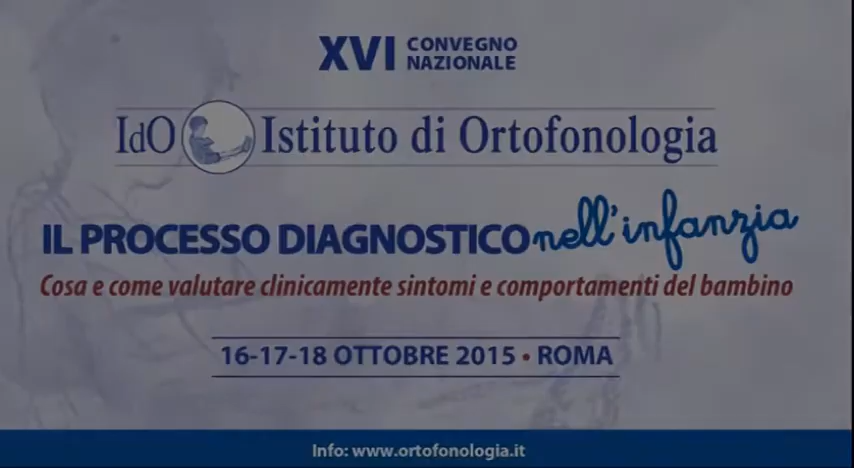 XVI CONVEGNO
NAZIONALE
IdO Istituto di Ortofonologia
IL PROCESSO DIAGNOSTICO nell'infanzia
Cosa e come valutare clinicamente sintomi e comportamenti del bambino
16-17-18 OTTOBRE 2015 • ROMA
Info: www.ortofonologia.it